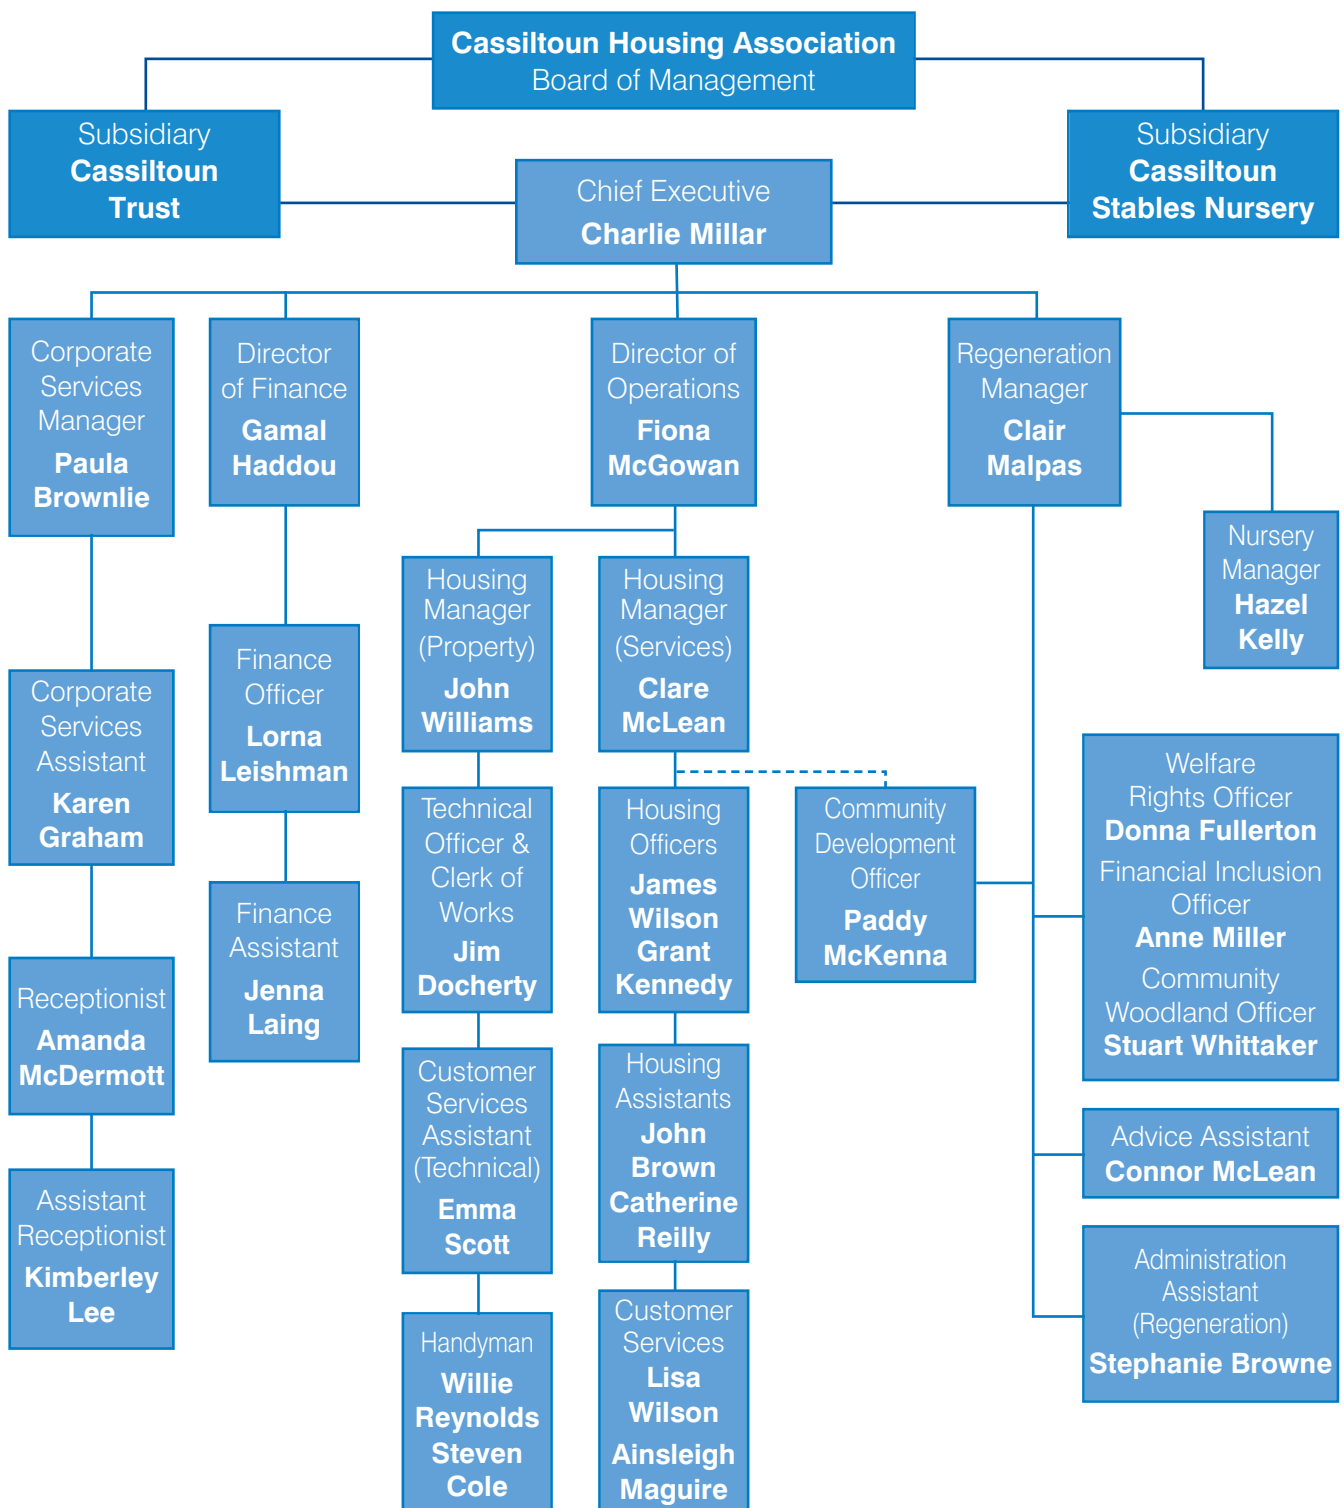 Cassiltoun Housing Association
Board of Management
Subsidiary
Cassiltoun
Trust
Subsidiary
Cassiltoun
Stables Nursery
Chief Executive
Charlie Millar
Corporate
Services
Manager
Paula
Brownlie
Director
of Finance
Gamal
Haddou
Director of
Operations
Fiona
McGowan
Regeneration
Manager
Clair
Malpas
Nursery
Manager
Hazel
Kelly
Housing
Manager
(Property)
John
Williams
Housing
Manager
(Services)
Clare
McLean
Finance
Officer
Lorna
Leishman
Corporate
Services
Assistant
Karen
Graham
Technical
Officer &
Clerk of
Works
Jim
Docherty
Housing
Officers
James
Wilson
Grant
Kennedy
Community
Development
Officer
Paddy
McKenna
Welfare
Rights Officer
Donna Fullerton
Financial Inclusion
Officer
Anne Miller
Community
Woodland Officer
Stuart Whittaker
Finance
Assistant
Jenna
Laing
Receptionist
Amanda
McDermott
Customer
Services
Assistant
(Technical)
Emma
Scott
Housing
Assistants
John
Brown
Catherine
Reilly
Advice Assistant
Connor McLean
Assistant
Receptionist
Kimberley
Lee
Administration
Assistant
(Regeneration)
Stephanie Browne
Handyman
Willie
Reynolds
Steven
Cole
Customer
Services
Lisa
Wilson
Ainsleigh
Maguire